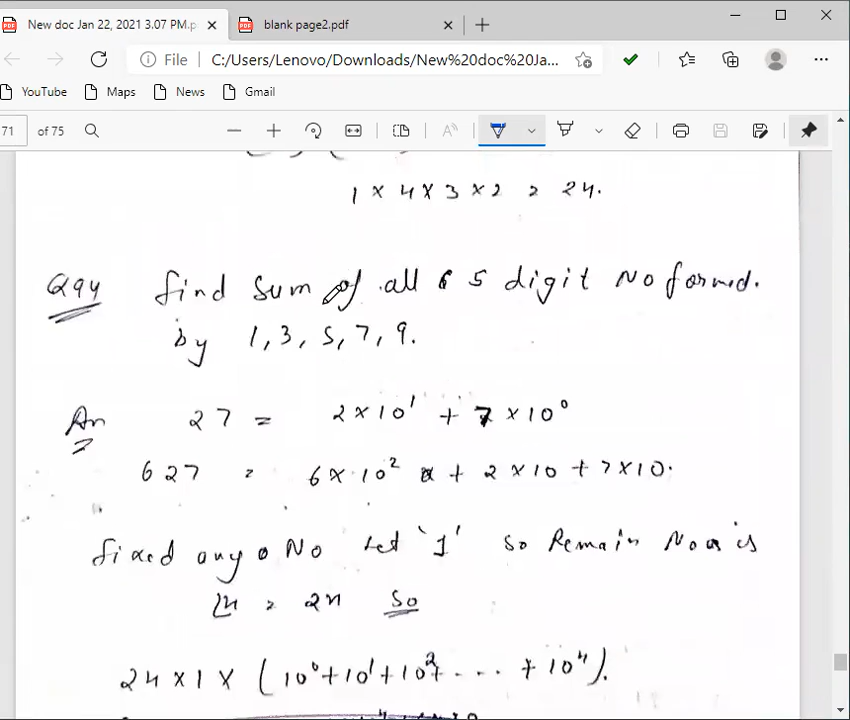 New doc Jan 22, 2021 3.07 PM.p
blank page2.pdf
File C:/Users/Lenovo/Downloads/New%20doc%20Ja...
YouTube Maps News Gmail
71 of 75
1 × 4 × 3 × 2 = 24.
Q94 find sum of all 5 digit No formed.
by 1, 3, 5, 7, 9.
An 27 = 2×10¹ + 7×10⁰
627 = 6×10² + 2×10 + 7×10.
fixed any No Let '1' so Remain No is
= 24 So
24×1× (10⁰+10¹+10²+ ... + 10⁴).